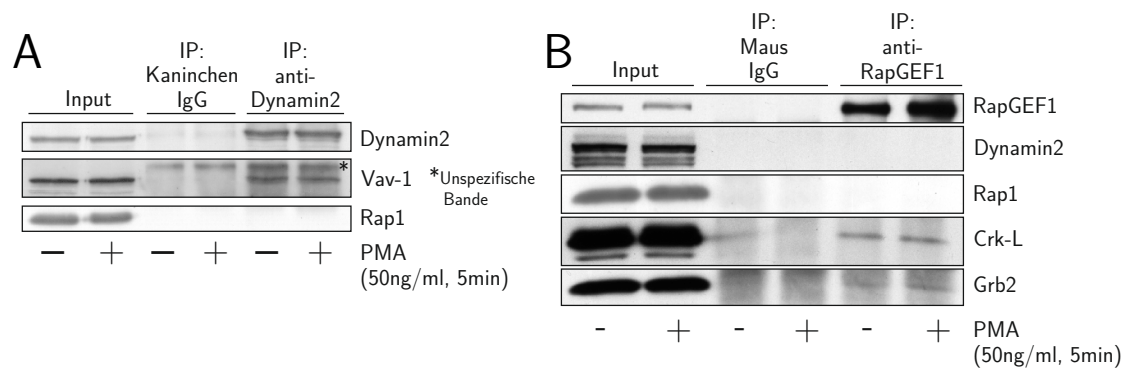 A
IP:
Kaninchen
IgG
IP:
anti-
Dynamin2
Input
Dynamin2
*
Vav-1
*Unspezifische
Bande
Rap1
− + − + − +
PMA
(50ng/ml, 5min)
B
IP:
Maus
IgG
IP:
anti-
RapGEF1
Input
RapGEF1
Dynamin2
Rap1
Crk-L
Grb2
- + - + - +
PMA
(50ng/ml, 5min)